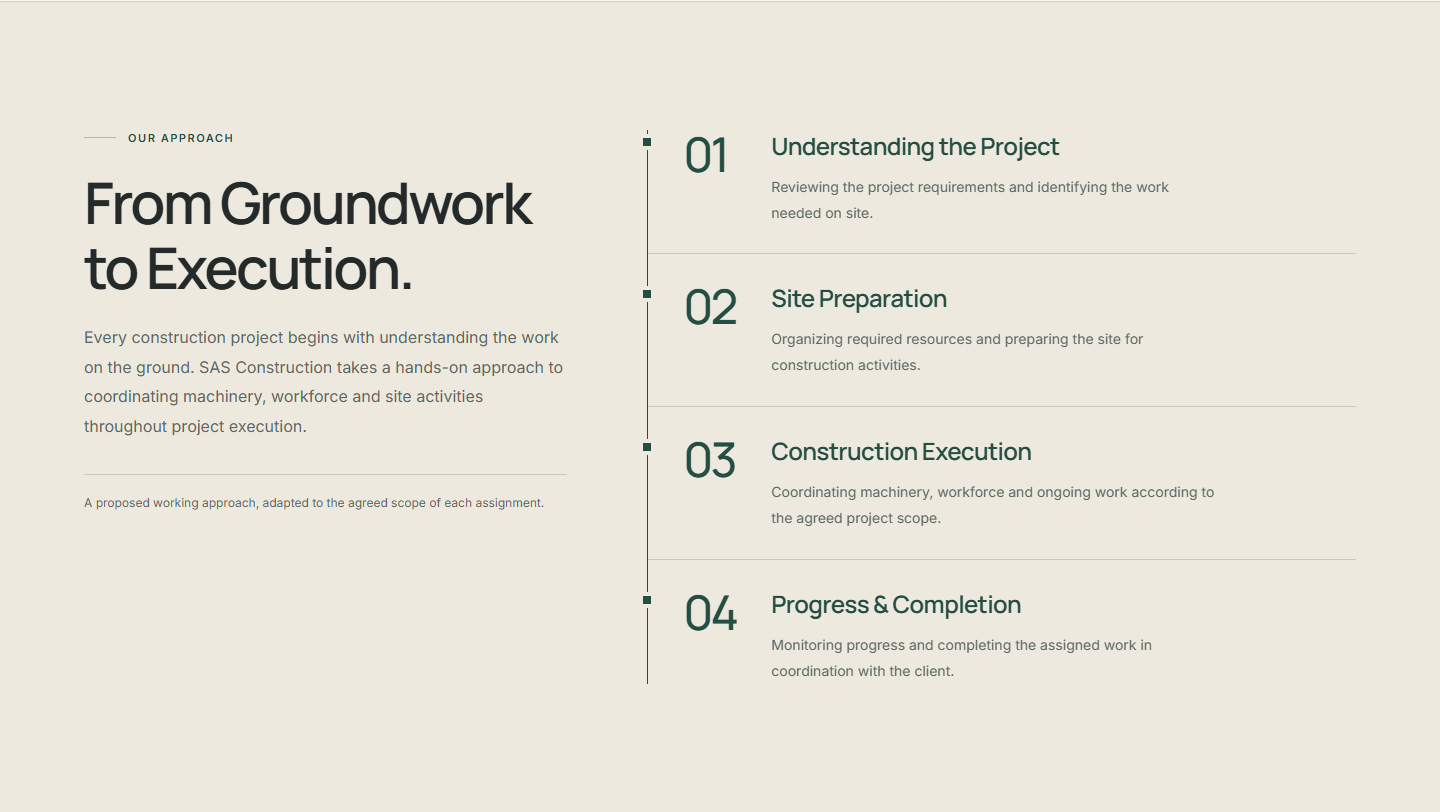 OUR APPROACH
From Groundwork
to Execution.
Every construction project begins with understanding the work
on the ground. SAS Construction takes a hands-on approach to
coordinating machinery, workforce and site activities
throughout project execution.
A proposed working approach, adapted to the agreed scope of each assignment.
01
Understanding the Project
Reviewing the project requirements and identifying the work
needed on site.
02
Site Preparation
Organizing required resources and preparing the site for
construction activities.
03
Construction Execution
Coordinating machinery, workforce and ongoing work according to
the agreed project scope.
04
Progress & Completion
Monitoring progress and completing the assigned work in
coordination with the client.